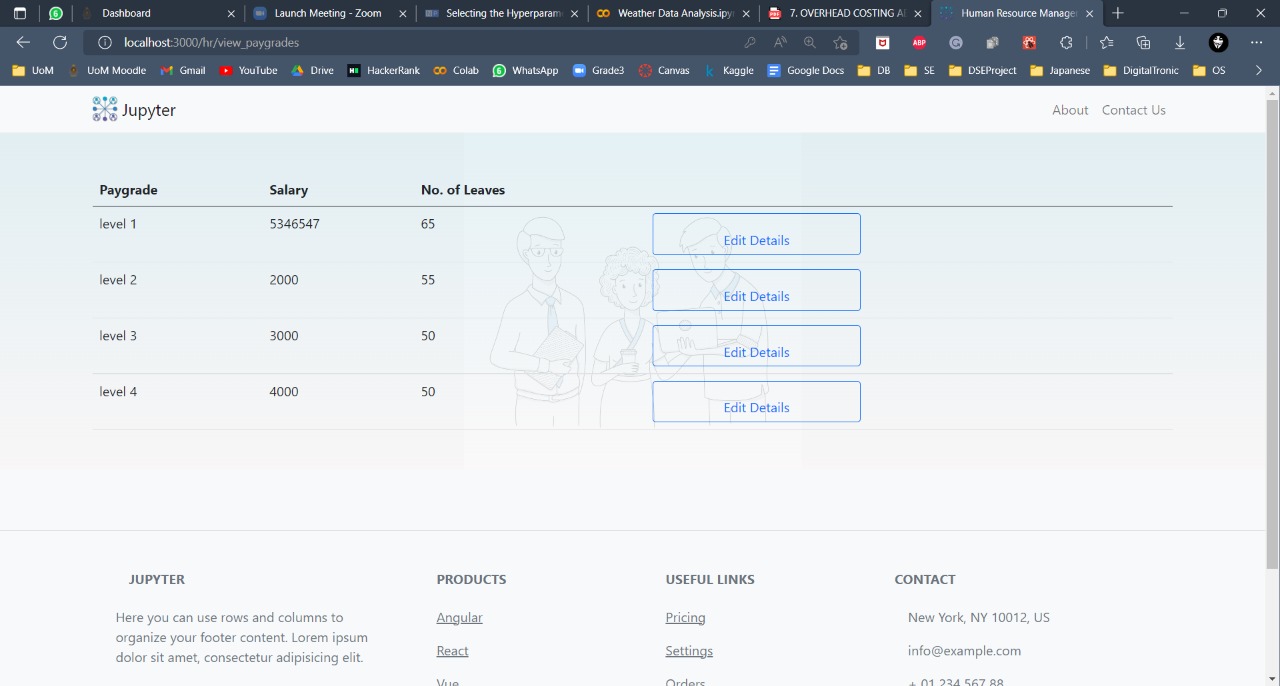 Dashboard
Launch Meeting - Zoom
Selecting the Hyperparam
Weather Data Analysis.ipy
7. OVERHEAD COSTING A
Human Resource Manage
localhost:3000/hr/view_paygrades
UoM
UoM Moodle
Gmail
YouTube
Drive
HackerRank
Colab
WhatsApp
Grade3
Canvas
Kaggle
Google Docs
DB
SE
DSEProject
Japanese
DigitalTronic
OS
Jupyter
About Contact Us
Paygrade Salary No. of Leaves
level 1 5346547 65 Edit Details
level 2 2000 55 Edit Details
level 3 3000 50 Edit Details
level 4 4000 50 Edit Details
JUPYTER
Here you can use rows and columns to
organize your footer content. Lorem ipsum
dolor sit amet, consectetur adipisicing elit.
PRODUCTS
Angular
React
Vue
USEFUL LINKS
Pricing
Settings
Orders
CONTACT
New York, NY 10012, US
info@example.com
+ 01 234 567 88